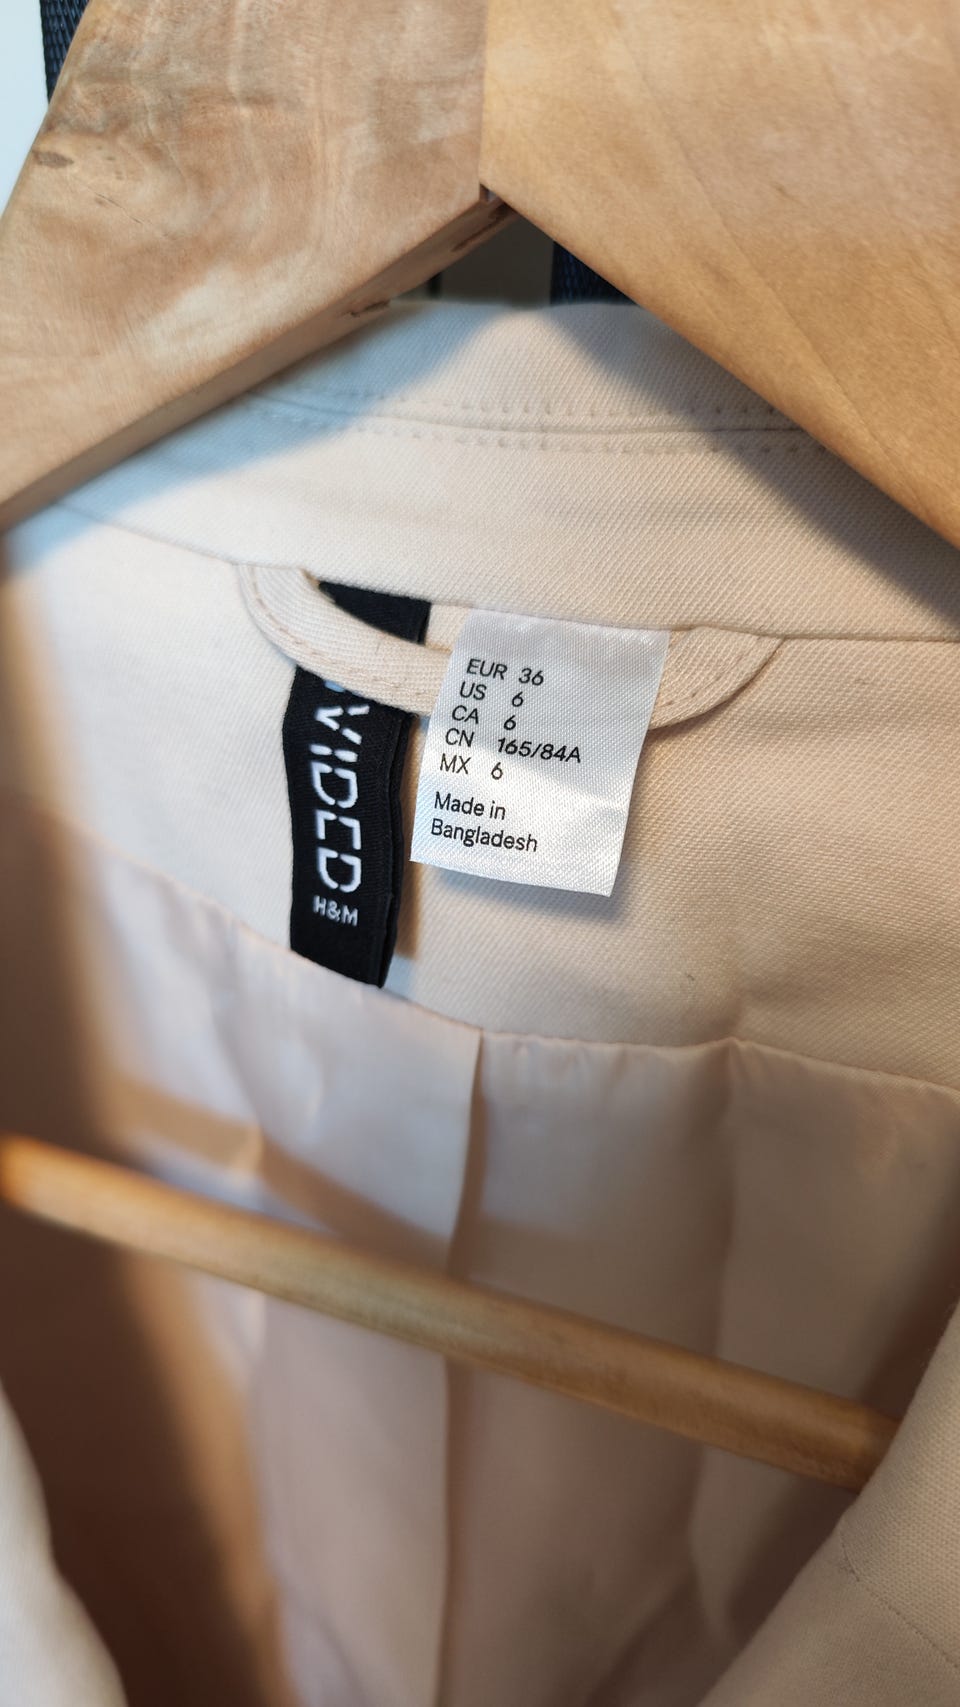 VIDED
H&M
EUR 36
US 6
CA 6
CN 165/84A
MX 6
Made in
Bangladesh